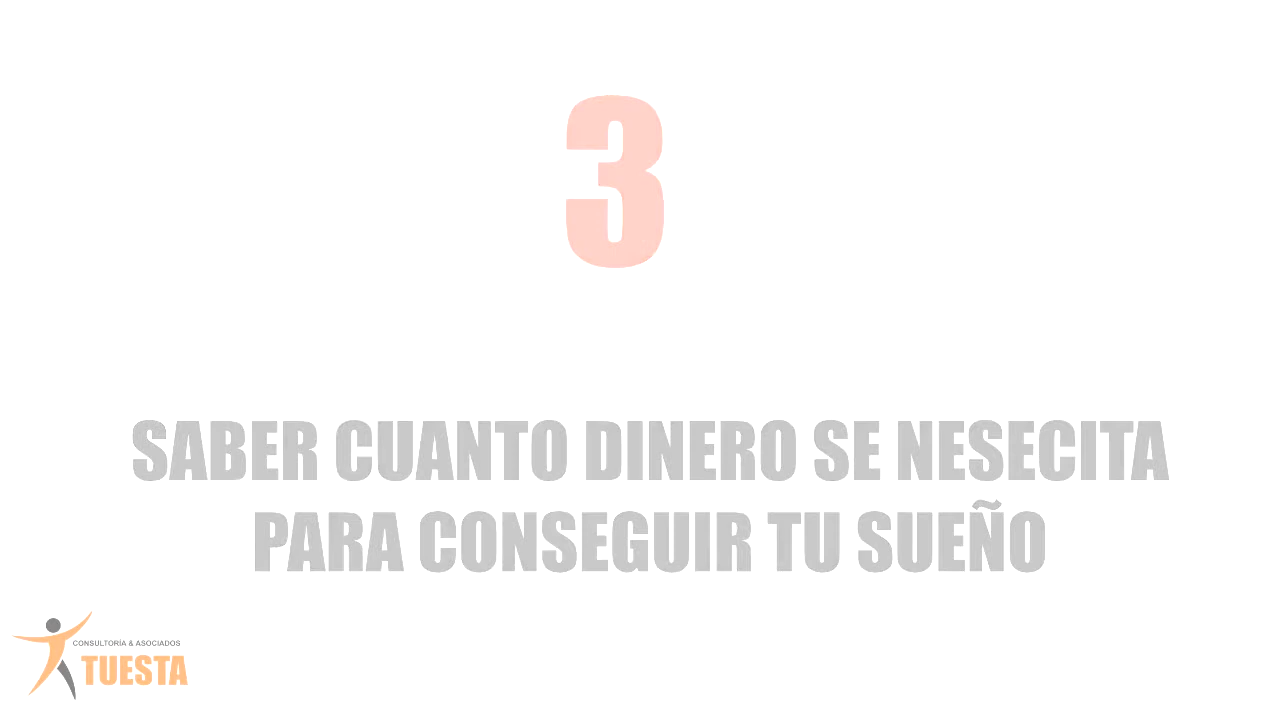 3
SABER CUANTO DINERO SE NESECITA
PARA CONSEGUIR TU SUEÑO
CONSULTORÍA & ASOCIADOS
TUESTA